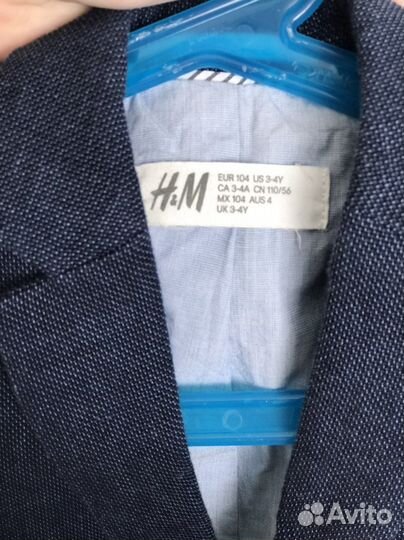 H&M
EUR 104 US 3-4Y
CA 3-4A CN 110/56
MX 104 AUS 4
UK 3-4Y
Avito